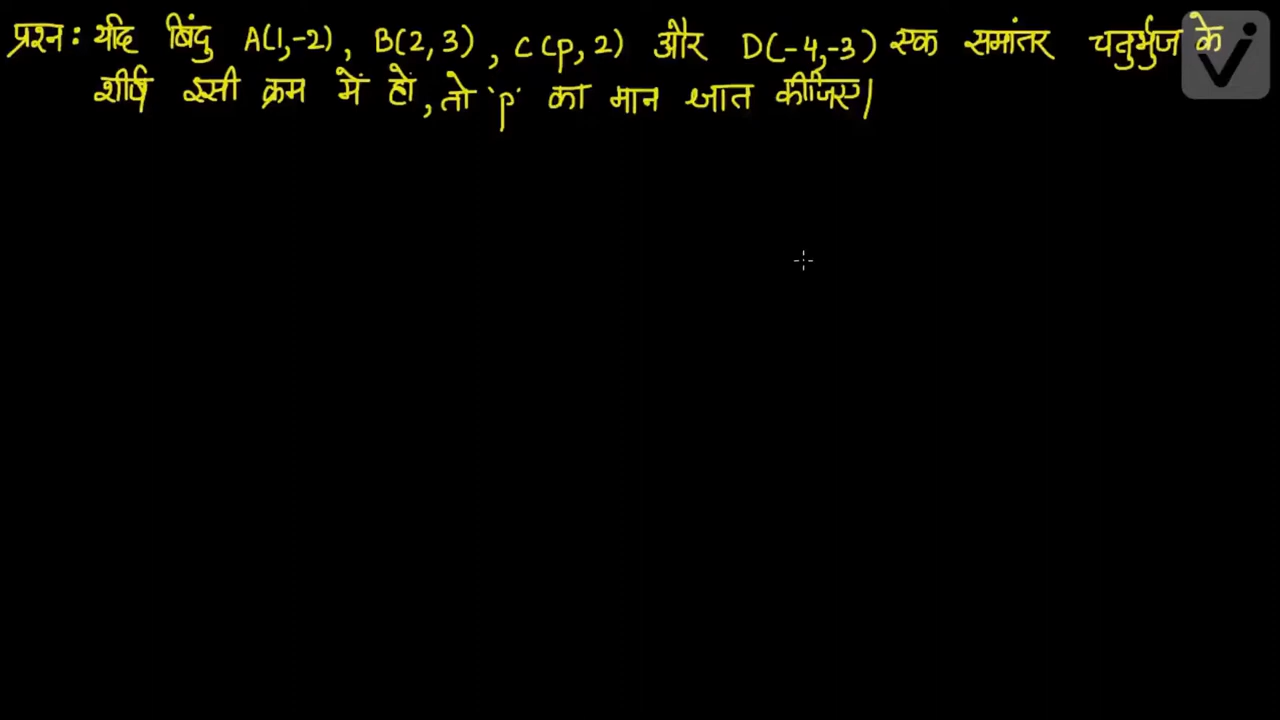 प्रश्न: यदि बिंदु A(1,-2), B(2,3), C(p,2) और D(-4,-3) एक समांतर चतुर्भुज के
शीर्ष इसी क्रम में हों, तो 'p' का मान ज्ञात कीजिए।